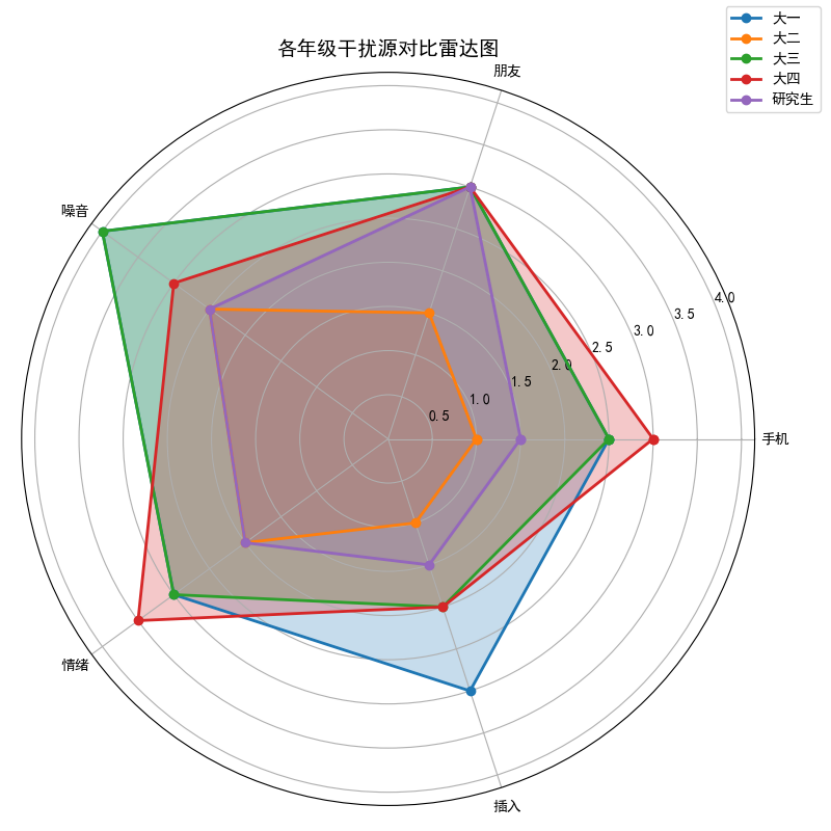 各年级干扰源对比雷达图
大一
大二
大三
大四
研究生
朋友
噪音
4.0
3.5
3.0
2.5
2.0
1.5
1.0
0.5
手机
情绪
插入